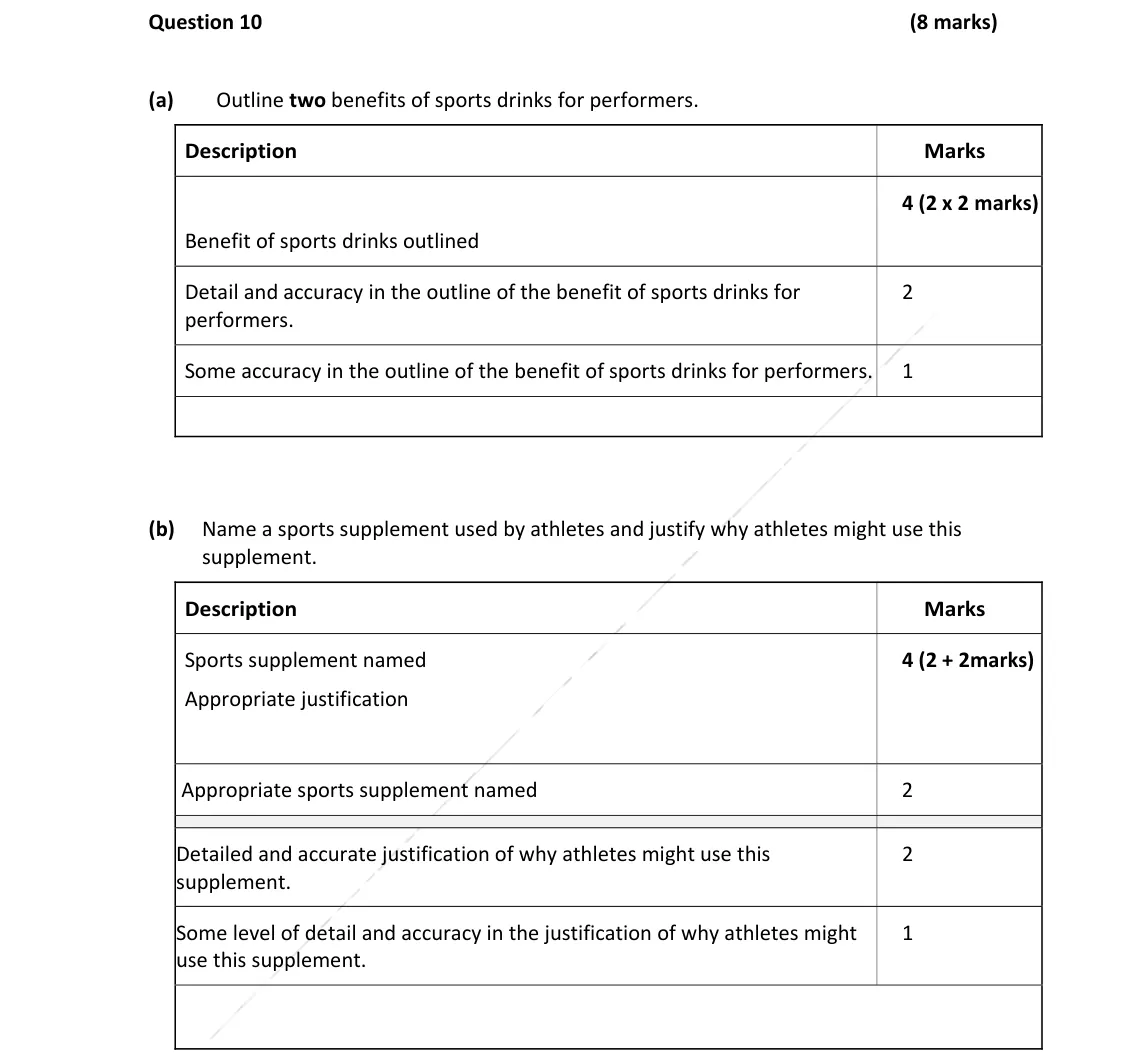 Question 10 (8 marks)
(a) Outline two benefits of sports drinks for performers.
Description Marks
4 (2 x 2 marks)
Benefit of sports drinks outlined
Detail and accuracy in the outline of the benefit of sports drinks for 2
performers.
Some accuracy in the outline of the benefit of sports drinks for performers. 1
(b) Name a sports supplement used by athletes and justify why athletes might use this
supplement.
Description Marks
Sports supplement named 4 (2 + 2marks)
Appropriate justification
Appropriate sports supplement named 2
Detailed and accurate justification of why athletes might use this 2
supplement.
Some level of detail and accuracy in the justification of why athletes might 1
use this supplement.